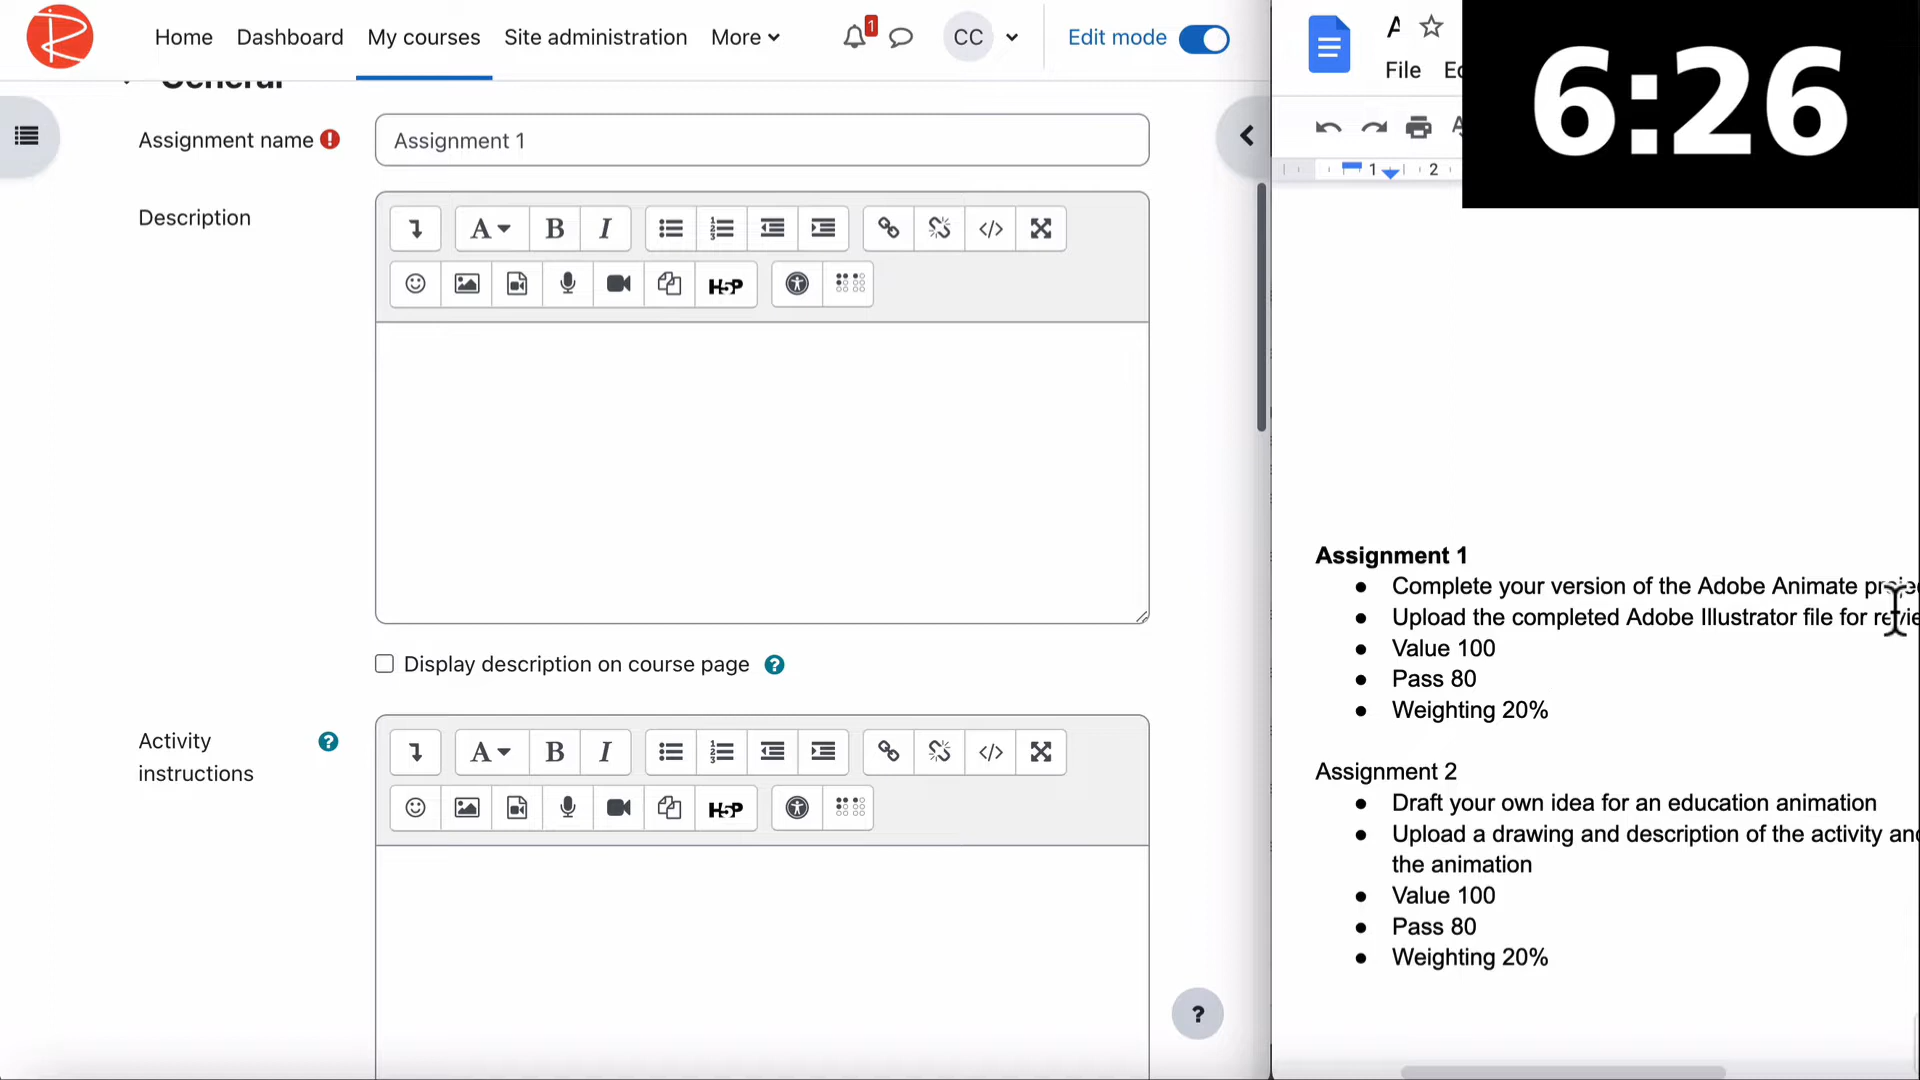 Home Dashboard My courses Site administration More
1
CC
Edit mode
File
6:26
1 2
General
Assignment name
Assignment 1
Description
A B I
H5P
Display description on course page ?
Activity
instructions
?
A B I
H5P
?
Assignment 1
Complete your version of the Adobe Animate
Upload the completed Adobe Illustrator file for
Value 100
Pass 80
Weighting 20%
Assignment 2
Draft your own idea for an education animation
Upload a drawing and description of the activity
the animation
Value 100
Pass 80
Weighting 20%